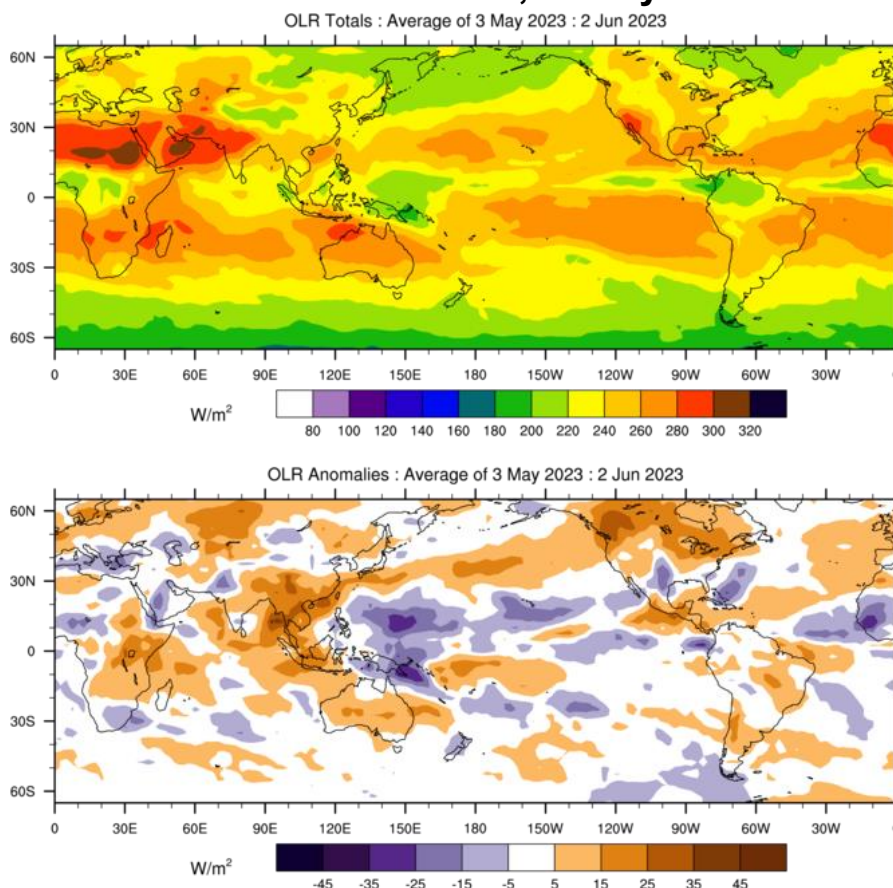 OLR Totals : Average of 3 May 2023 : 2 Jun 2023
60N
30N
0
30S
60S
0 30E 60E 90E 120E 150E 180 150W 120W 90W 60W 30W
W/m²
80 100 120 140 160 180 200 220 240 260 280 300 320
OLR Anomalies : Average of 3 May 2023 : 2 Jun 2023
60N
30N
0
30S
60S
0 30E 60E 90E 120E 150E 180 150W 120W 90W 60W 30W
W/m²
-45 -35 -25 -15 -5 5 15 25 35 45